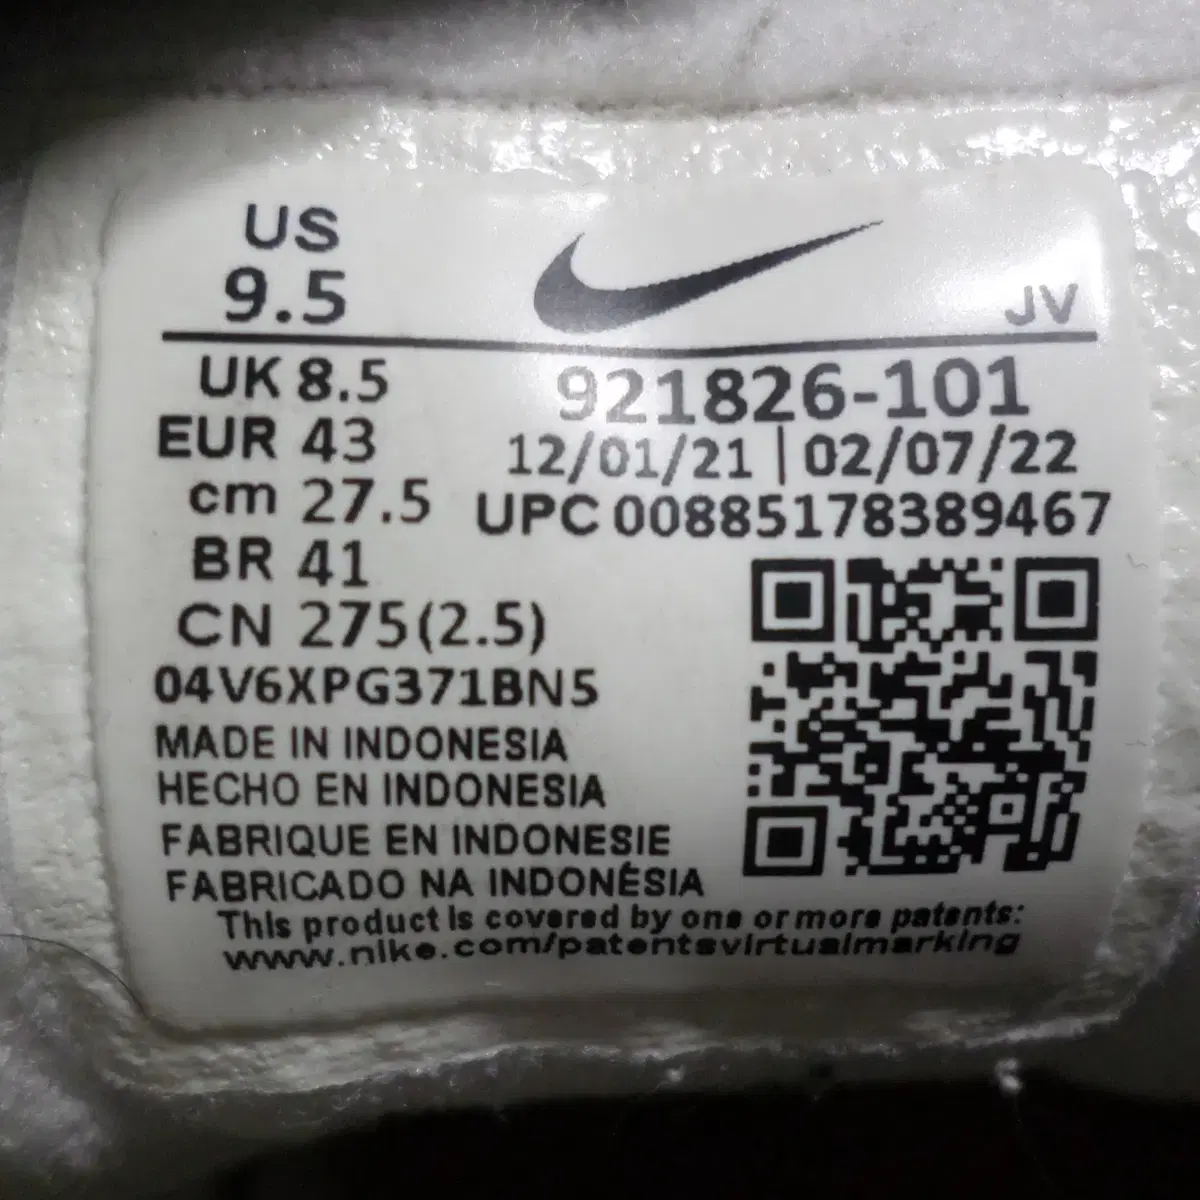 US
9.5
JV
UK 8.5
921826-101
EUR 43
12/01/21 | 02/07/22
cm 27.5
UPC 00885178389467
BR 41
CN 275(2.5)
04V6XPG371BN5
MADE IN INDONESIA
HECHO EN INDONESIA
FABRIQUE EN INDONESIE
FABRICADO NA INDONÉSIA
This product is covered by one or more patents:
www.nike.com/patentsvirtualmarking